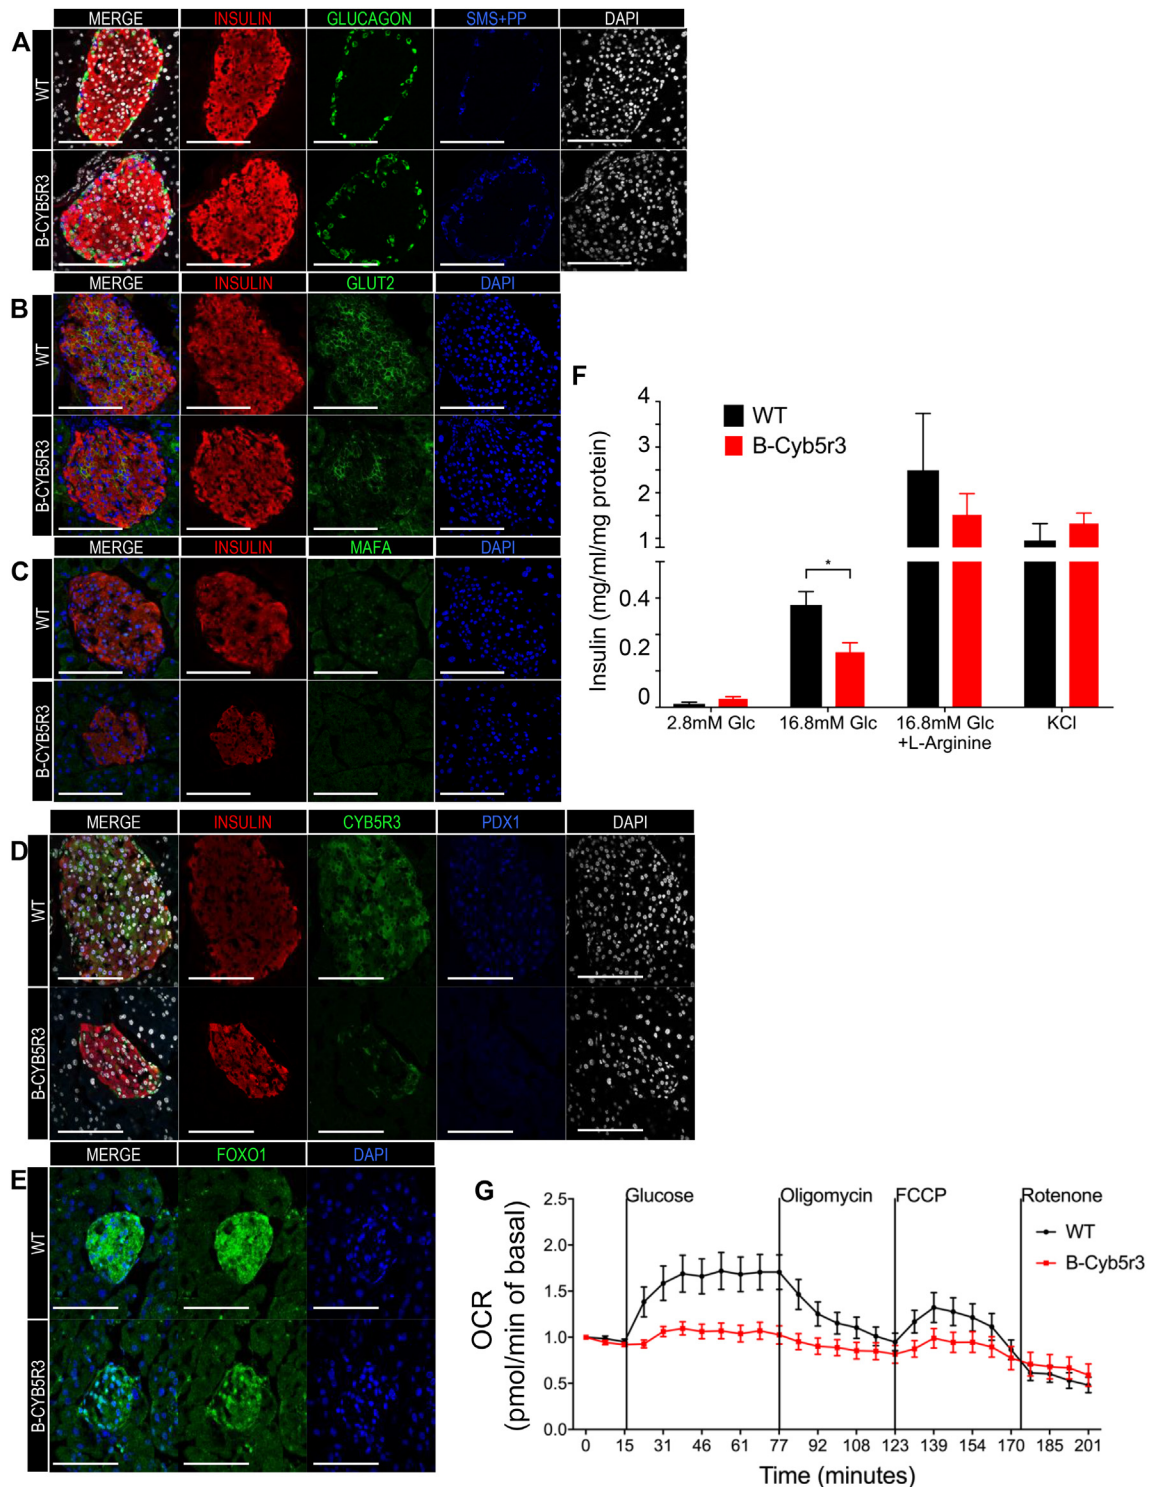 A
MERGE INSULIN GLUCAGON SMS+PP DAPI
WT
B-CYB5R3
B
MERGE INSULIN GLUT2 DAPI
WT
B-CYB5R3
C
MERGE INSULIN MAFA DAPI
WT
B-CYB5R3
D
MERGE INSULIN CYB5R3 PDX1 DAPI
WT
B-CYB5R3
E
MERGE FOXO1 DAPI
WT
B-CYB5R3
F
Insulin (mg/ml/mg protein)
4
3
2
1
0.4
0.2
0
WT
B-Cyb5r3
*
2.8mM Glc 16.8mM Glc 16.8mM Glc KCl
+L-Arginine
G
OCR
(pmol/min of basal)
2.5
1.5
1.0
0.5
0.0
Glucose Oligomycin FCCP Rotenone
WT
B-Cyb5r3
0 15 31 46 61 77 92 108 123 139 154 170 185 201
Time (minutes)